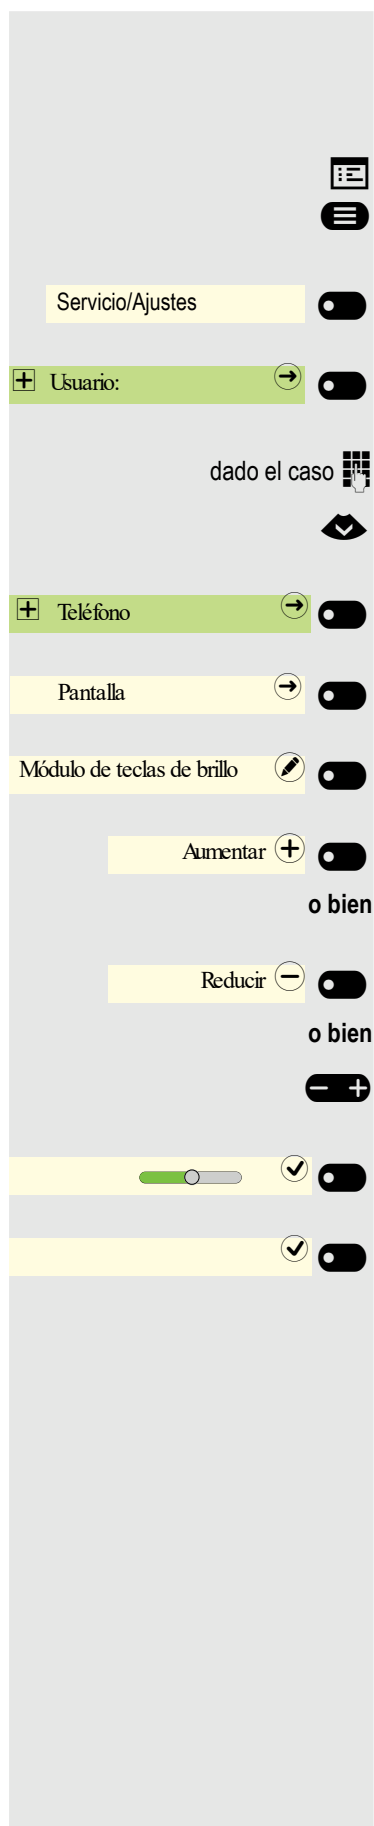 Servicio/Ajustes
Usuario:
dado el caso
Teléfono
Pantalla
Módulo de teclas de brillo
Aumentar
o bien
Reducir
o bien